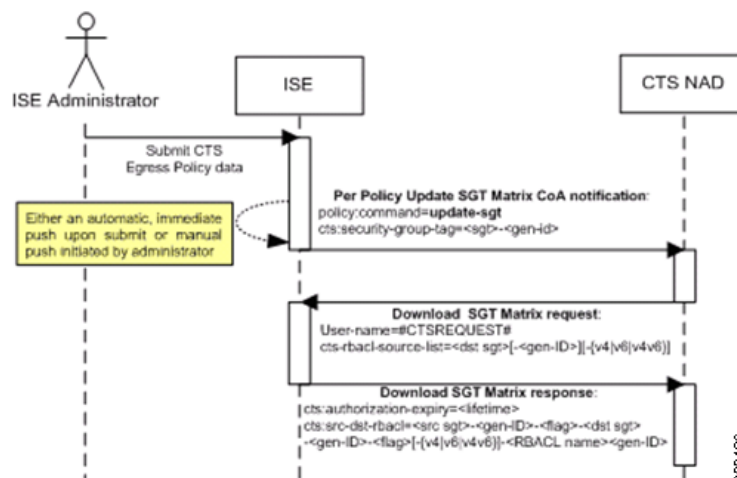 ISE Administrator
ISE
CTS NAD
Submit CTS
Egress Policy data
Either an automatic, immediate
push upon submit or manual
push initiated by administrator
Per Policy Update SGT Matrix CoA notification:
policy:command=update-sgt
cts:security-group-tag=<sgt>-<gen-id>
Download SGT Matrix request:
User-name=#CTSREQUEST#
cts-rbacl-source-list=<dst sgt>[-<gen-ID>][-{v4|v6|v4v6}]
Download SGT Matrix response:
cts:authorization-expiry=<lifetime>
cts:src-dst-rbacl=<src sgt>-<gen-ID>-<flag>-<dst sgt>
-<gen-ID>-<flag>[-{v4|v6|v4v6}]-<RBACL name><gen-ID>